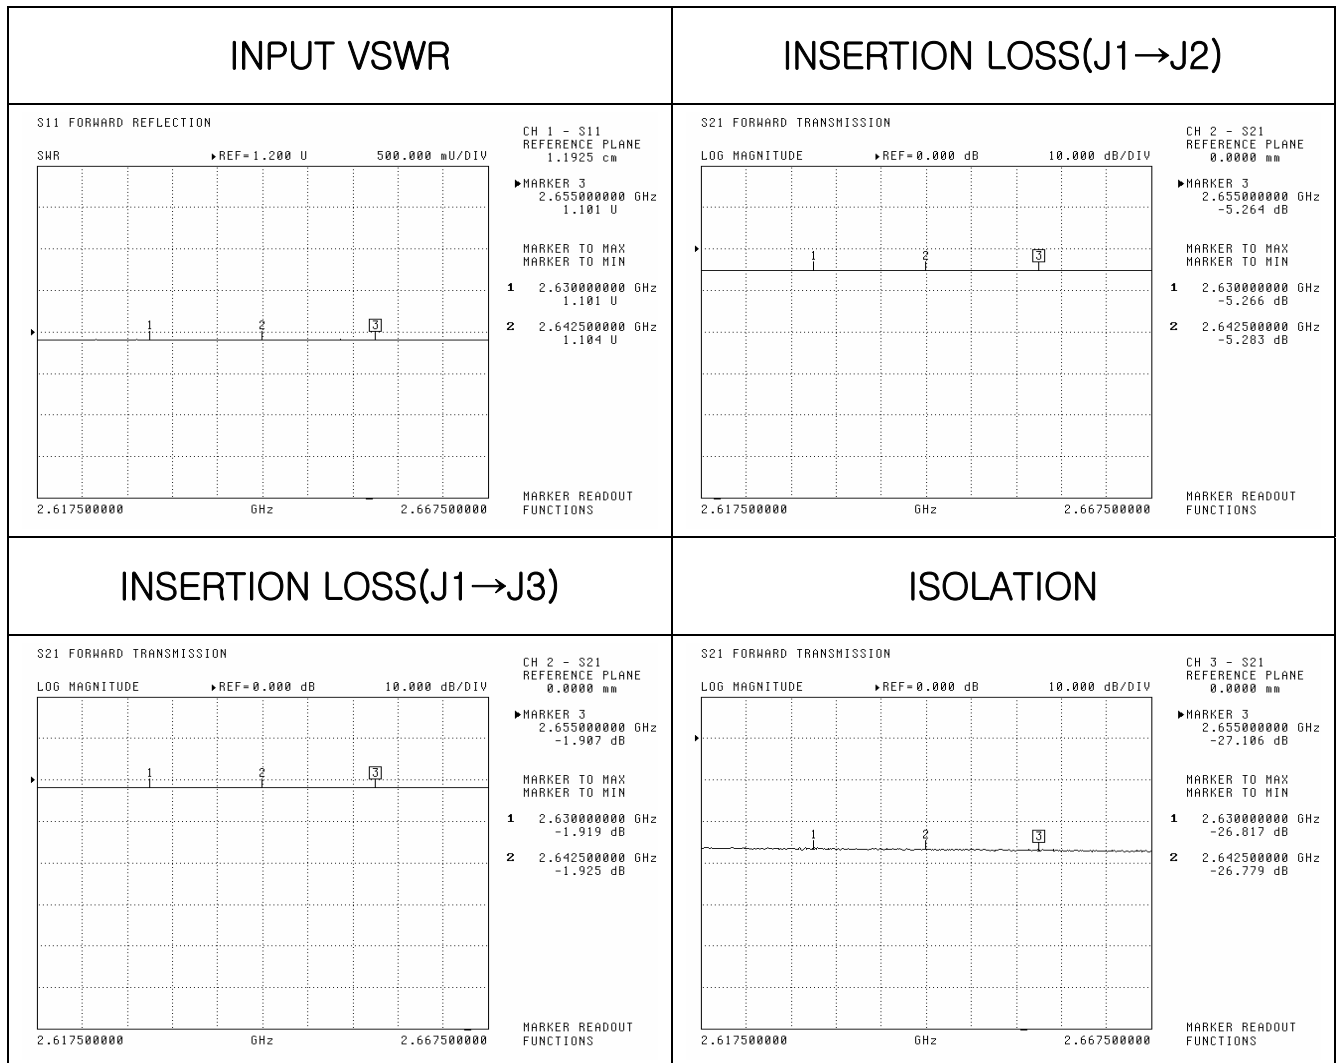 INPUT VSWR
S11 FORWARD REFLECTION
SWR ▶REF=1.200 U 500.000 mU/DIV
1 2 3
2.617500000 GHz 2.667500000
CH 1 - S11
REFERENCE PLANE
1.1925 cm
▶MARKER 3
2.655000000 GHz
1.101 U
MARKER TO MAX
MARKER TO MIN
1 2.630000000 GHz
1.101 U
2 2.642500000 GHz
1.104 U
MARKER READOUT
FUNCTIONS
INSERTION LOSS(J1→J2)
S21 FORWARD TRANSMISSION
LOG MAGNITUDE ▶REF=0.000 dB 10.000 dB/DIV
1 2 3
2.617500000 GHz 2.667500000
CH 2 - S21
REFERENCE PLANE
0.0000 mm
▶MARKER 3
2.655000000 GHz
-5.264 dB
MARKER TO MAX
MARKER TO MIN
1 2.630000000 GHz
-5.266 dB
2 2.642500000 GHz
-5.283 dB
MARKER READOUT
FUNCTIONS
INSERTION LOSS(J1→J3)
S21 FORWARD TRANSMISSION
LOG MAGNITUDE ▶REF=0.000 dB 10.000 dB/DIV
1 2 3
2.617500000 GHz 2.667500000
CH 2 - S21
REFERENCE PLANE
0.0000 mm
▶MARKER 3
2.655000000 GHz
-1.907 dB
MARKER TO MAX
MARKER TO MIN
1 2.630000000 GHz
-1.919 dB
2 2.642500000 GHz
-1.925 dB
MARKER READOUT
FUNCTIONS
ISOLATION
S21 FORWARD TRANSMISSION
LOG MAGNITUDE ▶REF=0.000 dB 10.000 dB/DIV
1 2 3
2.617500000 GHz 2.667500000
CH 3 - S21
REFERENCE PLANE
0.0000 mm
▶MARKER 3
2.655000000 GHz
-27.106 dB
MARKER TO MAX
MARKER TO MIN
1 2.630000000 GHz
-26.817 dB
2 2.642500000 GHz
-26.779 dB
MARKER READOUT
FUNCTIONS